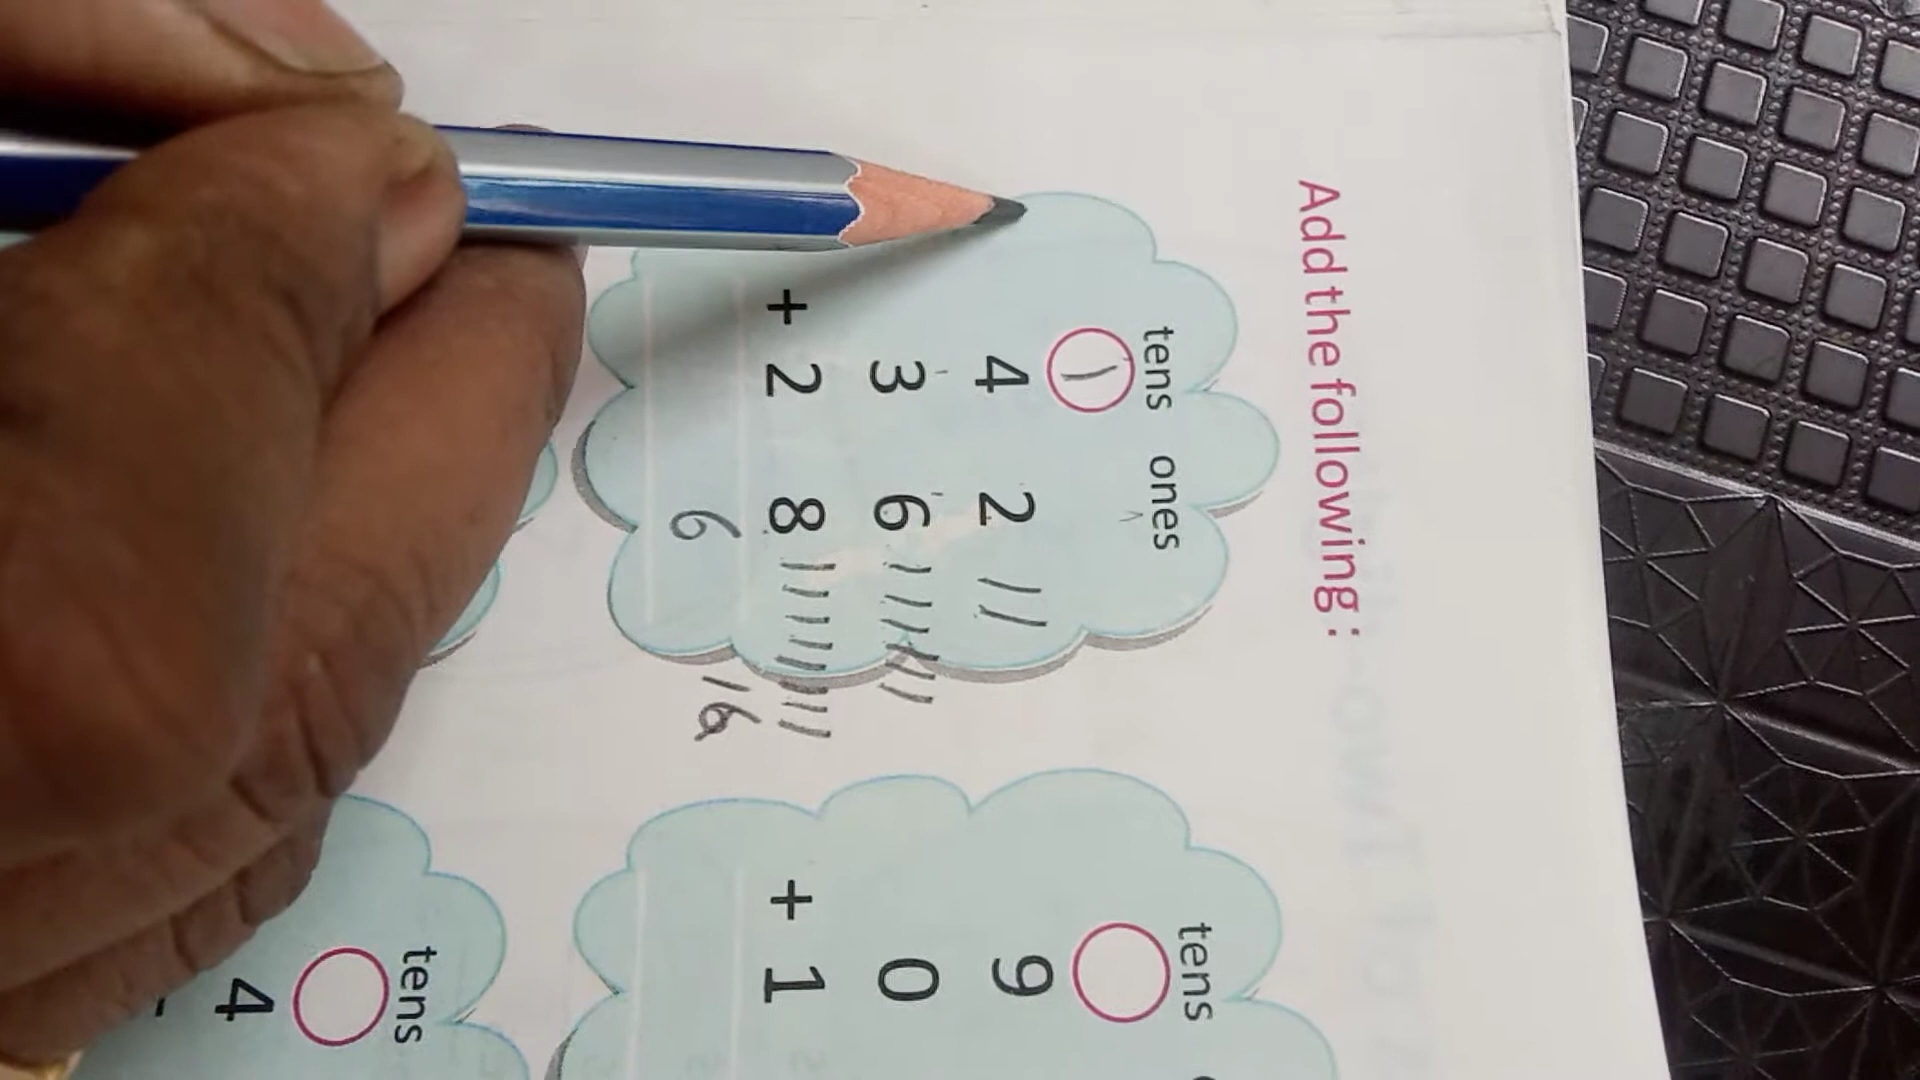 Add the following :
tens ones
1
4 2 //
3 6 //////
+ 2 8 ////////
6
16
tens
9
0
+ 1
tens
4